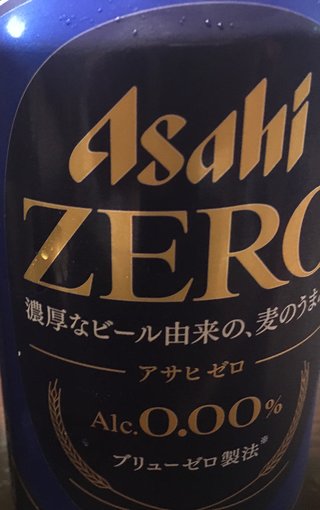 Asahi
ZERO
濃厚なビール由来の、麦のうま
アサヒゼロ
Alc.0.00%
ブリューゼロ製法※